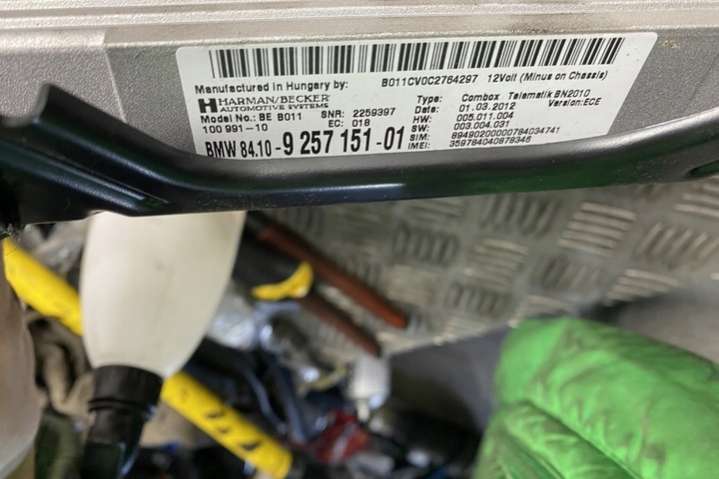 Manufactured in Hungary by: B011CV0C2764297 12Volt (Minus on Chassis)
HARMAN/BECKER
AUTOMOTIVE SYSTEMS
Model No.: BE B011 SNR: 2259397
100 991-10 EC: 01B
BMW 84.10-9 257 151-01
Type: Combox Telematik BN2010
Date: 01.03.2012 Version:ECE
HW: 005.011.004
SW: 003.004.031
SIM: 89490200000784034741
IMEI: 359784040878346